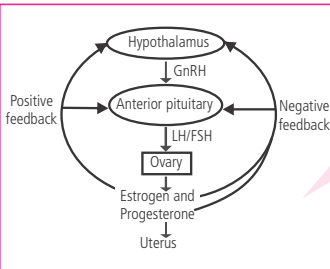 Hypothalamus
GnRH
Positive
feedback
Anterior pituitary
Negative
feedback
LH/FSH
Ovary
Estrogen and
Progesterone
Uterus